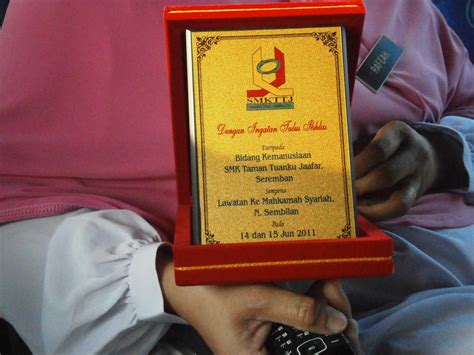 SMKTTJ
Dengan Ingatan Tulus Ikhlas
Daripada
Bidang Kemanusiaan
SMK Taman Tuanku Jaafar,
Seremban
Sempena
Lawatan Ke Mahkamah Syariah,
N. Sembilan
Pada
14 dan 15 Jun 2011